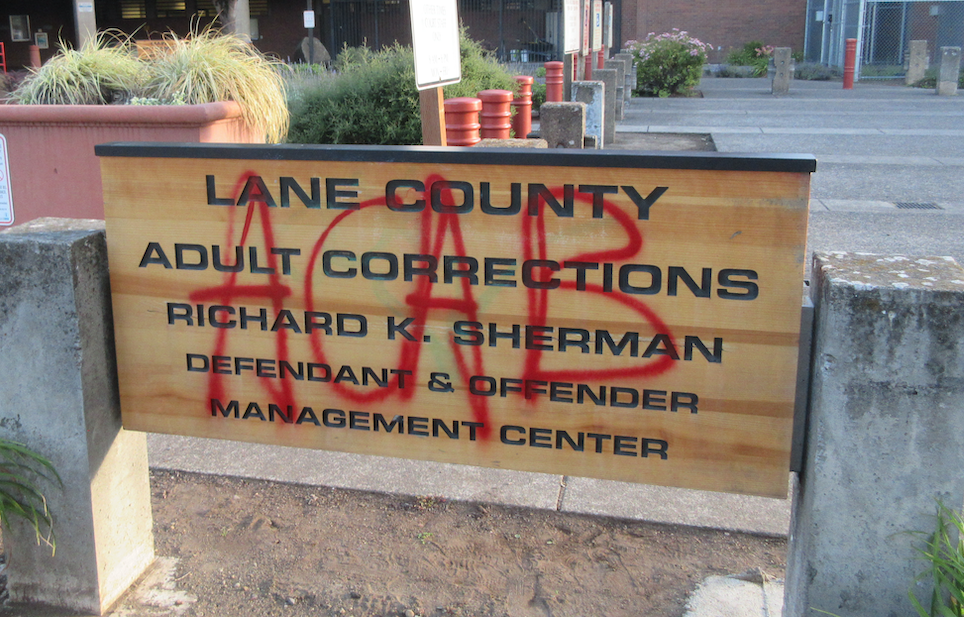 LANE COUNTY
ADULT CORRECTIONS
RICHARD K. SHERMAN
DEFENDANT & OFFENDER
MANAGEMENT CENTER
ACAB